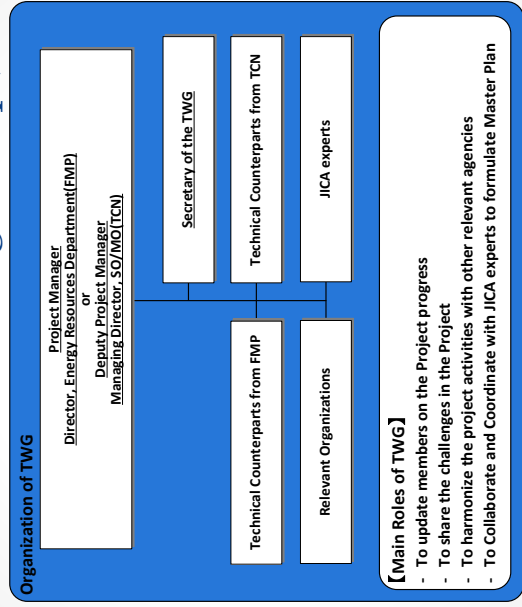 Organization of TWG
Project Manager
Director, Energy Resources Department(FMP)
or
Deputy Project Manager
Managing Director, SO/MO(TCN)
Secretary of the TWG
Technical Counterparts from FMP
Technical Counterparts from TCN
Relevant Organizations
JICA experts
【Main Roles of TWG】
- To update members on the Project progress
- To share the challenges in the Project
- To harmonize the project activities with other relevant agencies
- To Collaborate and Coordinate with JICA experts to formulate Master Plan